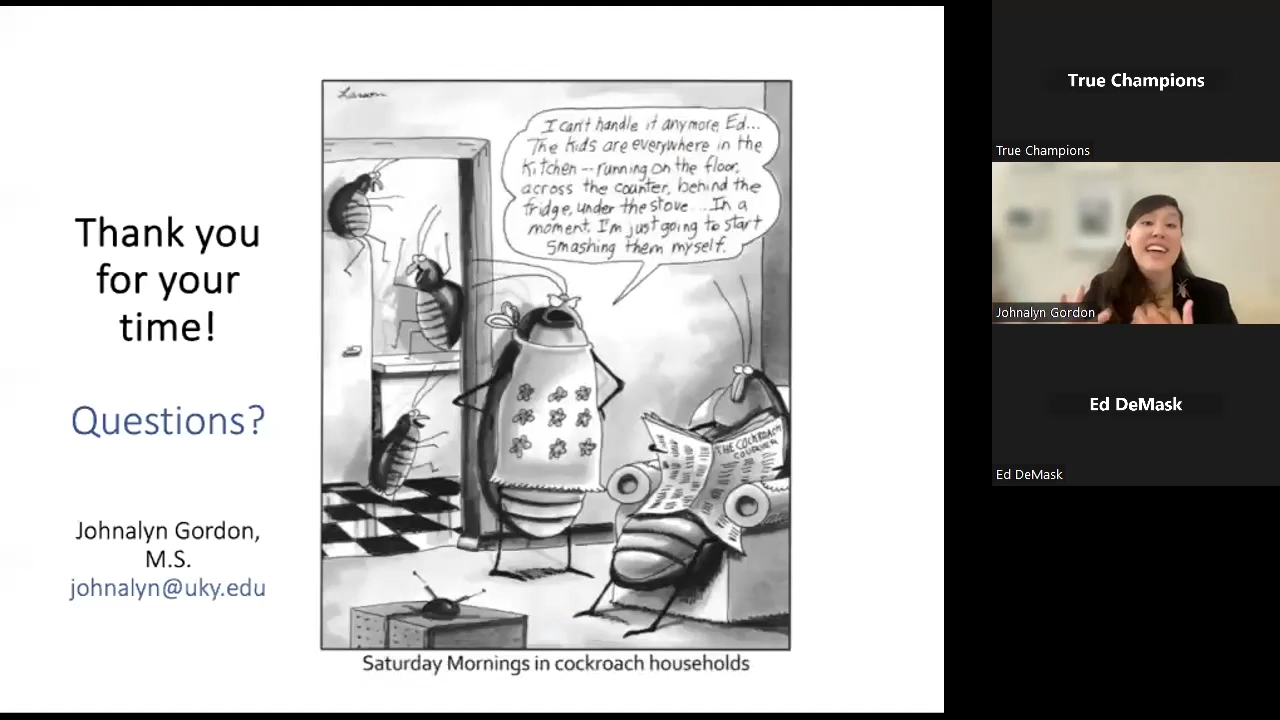 Thank you
for your
time!
Questions?
Johnalyn Gordon,
M.S.
johnalyn@uky.edu
Larson
I can't handle it anymore, Ed...
The kids are everywhere in the
kitchen -- running on the floor,
across the counter, behind the
fridge, under the stove ... In a
moment, I'm just going to start
smashing them myself.
THE COCKROACH
COURIER
Saturday Mornings in cockroach households
True Champions
True Champions
Johnalyn Gordon
Ed DeMask
Ed DeMask